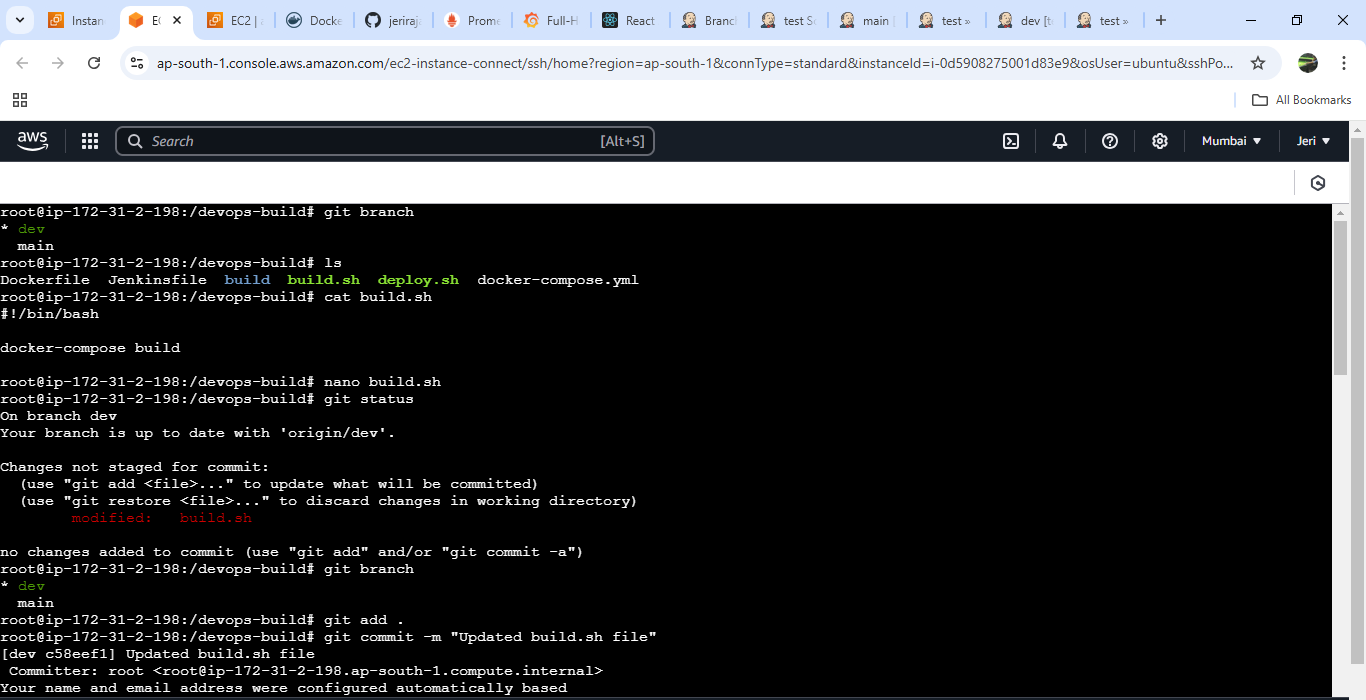 Instan
EC
EC2 |
Docke
jeriraj
Prome
Full-H
React
Branch
test Sc
main [
test »
dev [t
test »
ap-south-1.console.aws.amazon.com/ec2-instance-connect/ssh/home?region=ap-south-1&connType=standard&instanceId=i-0d5908275001d83e9&osUser=ubuntu&sshPo...
All Bookmarks
aws
Search
[Alt+S]
Mumbai
Jeri
root@ip-172-31-2-198:/devops-build# git branch
* dev
  main
root@ip-172-31-2-198:/devops-build# ls
Dockerfile  Jenkinsfile  build  build.sh  deploy.sh  docker-compose.yml
root@ip-172-31-2-198:/devops-build# cat build.sh
#!/bin/bash
docker-compose build
root@ip-172-31-2-198:/devops-build# nano build.sh
root@ip-172-31-2-198:/devops-build# git status
On branch dev
Your branch is up to date with 'origin/dev'.
Changes not staged for commit:
  (use "git add <file>..." to update what will be committed)
  (use "git restore <file>..." to discard changes in working directory)
        modified:   build.sh
no changes added to commit (use "git add" and/or "git commit -a")
root@ip-172-31-2-198:/devops-build# git branch
* dev
  main
root@ip-172-31-2-198:/devops-build# git add .
root@ip-172-31-2-198:/devops-build# git commit -m "Updated build.sh file"
[dev c58eef1] Updated build.sh file
 Committer: root <root@ip-172-31-2-198.ap-south-1.compute.internal>
Your name and email address were configured automatically based